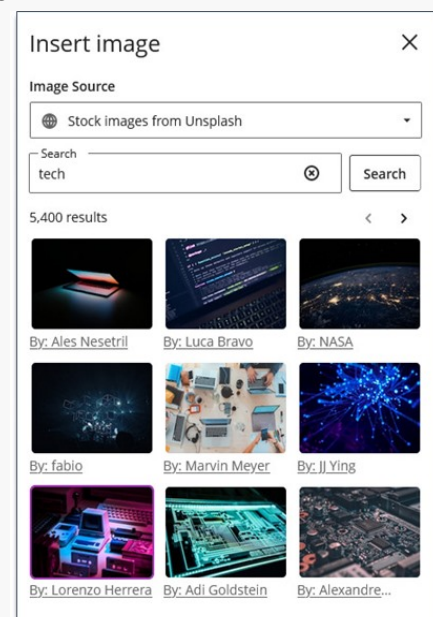 Insert image
Image Source
Stock images from Unsplash
Search
tech
Search
5,400 results
By: Ales Nesetril
By: Luca Bravo
By: NASA
By: fabio
By: Marvin Meyer
By: JJ Ying
By: Lorenzo Herrera
By: Adi Goldstein
By: Alexandre...